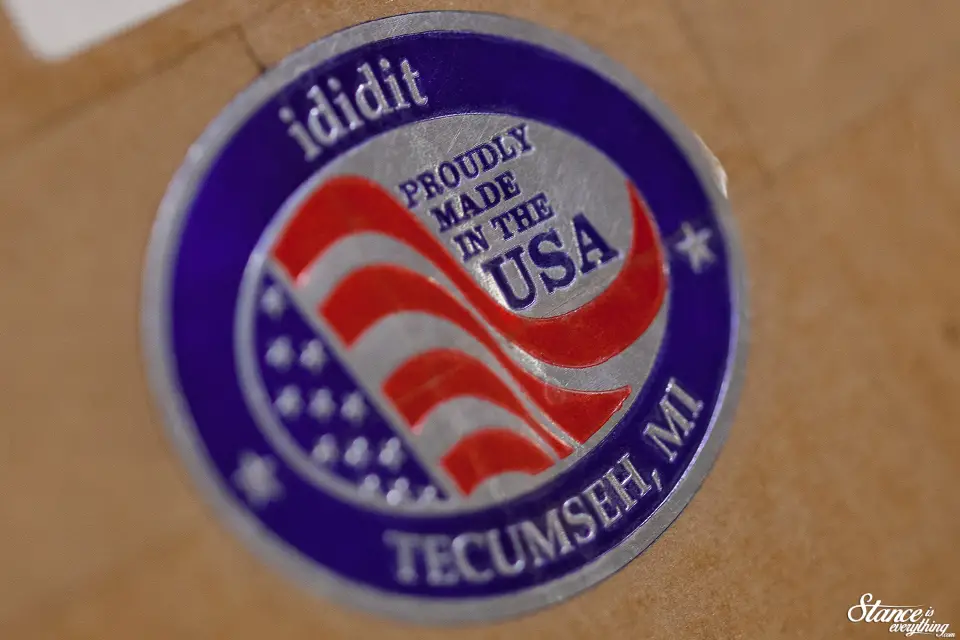 ididit
PROUDLY
MADE
IN THE
USA
TECUMSEH, MI
Stance is
everything.com